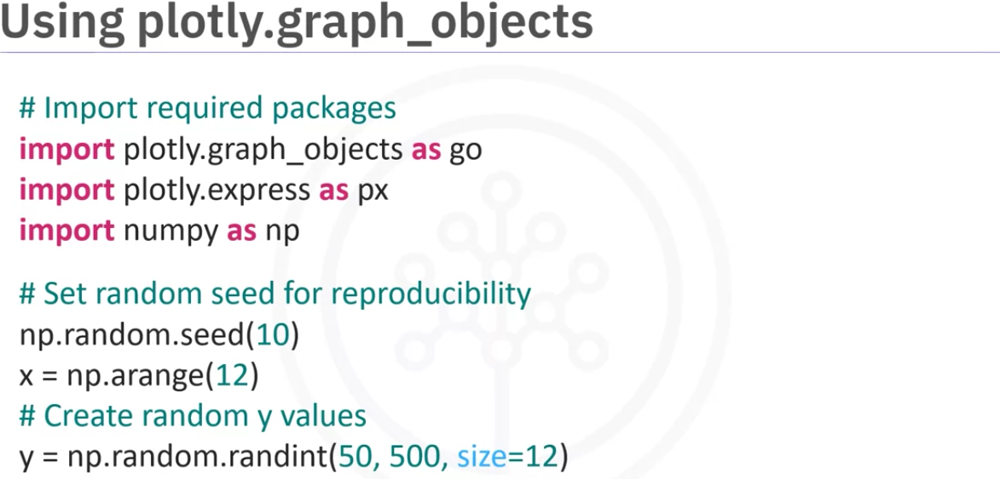 Using plotly.graph_objects
# Import required packages
import plotly.graph_objects as go
import plotly.express as px
import numpy as np
# Set random seed for reproducibility
np.random.seed(10)
x = np.arange(12)
# Create random y values
y = np.random.randint(50, 500, size=12)